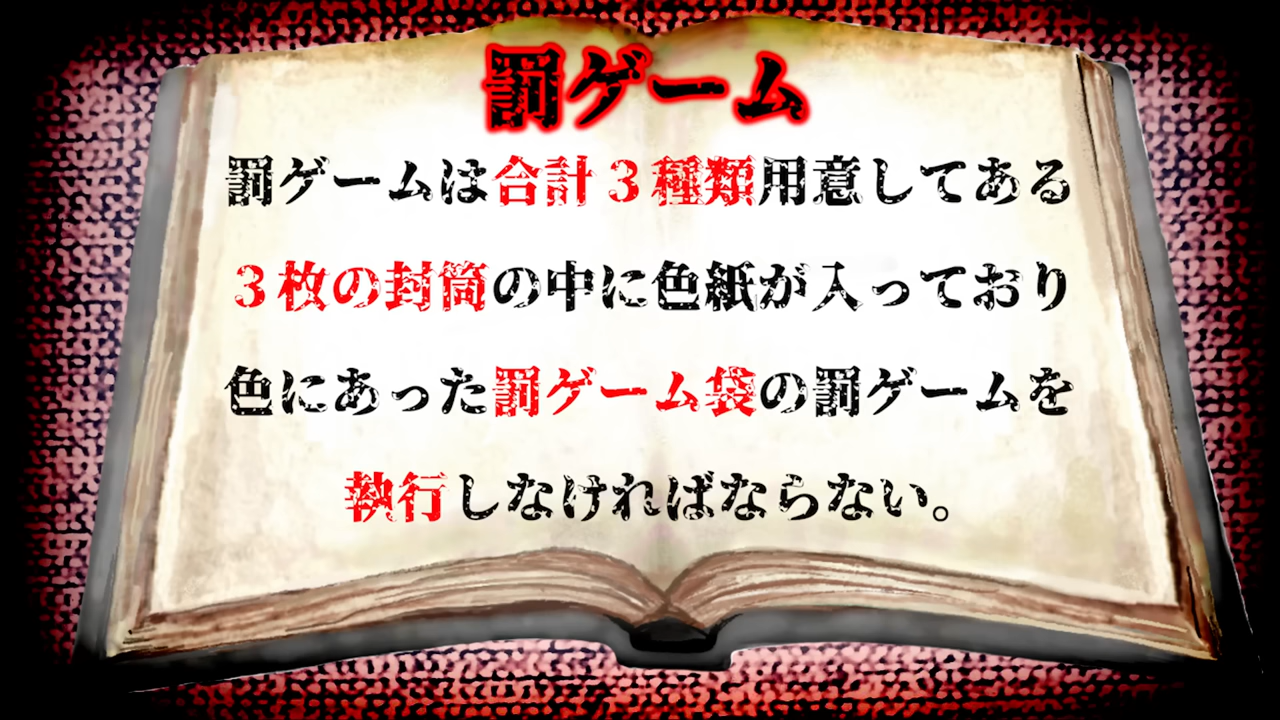 罰ゲーム
罰ゲームは合計３種類用意してある
３枚の封筒の中に色紙が入っており
色にあった罰ゲーム袋の罰ゲームを
執行しなければならない。